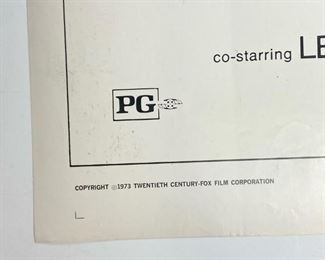 co-starring LE
PG
COPYRIGHT ©1973 TWENTIETH CENTURY-FOX FILM CORPORATION